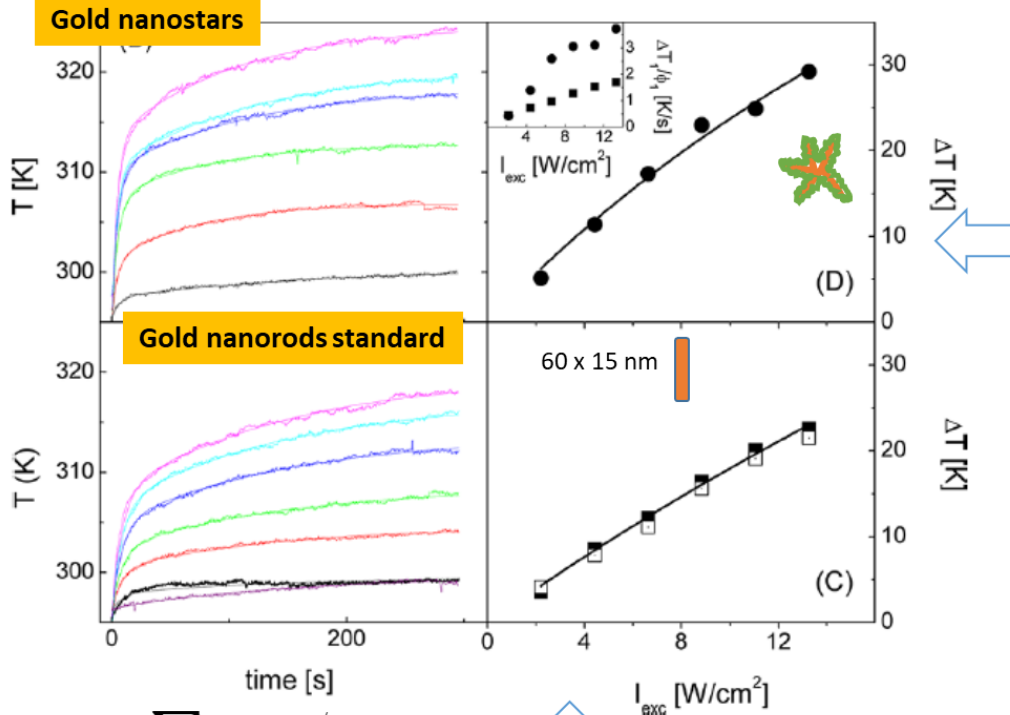 Gold nanostars
320
310
300
T [K]
3
2
1
0
ΔT₁/ϕ₁ [K/s]
4 8 12
I_exc [W/cm²]
30
20
10
0
ΔT [K]
(D)
Gold nanorods standard
320
310
300
T (K)
0 200
time [s]
60 x 15 nm
30
20
10
0
ΔT [K]
(C)
0 4 8 12
I_exc [W/cm²]